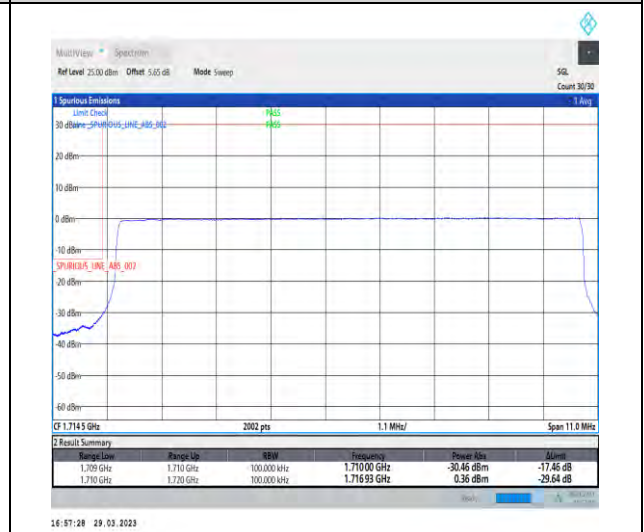 MultiView Spectrum
Ref Level 25.00 dBm Offset 5.65 dB Mode Sweep SGL
Count 30/30
1 Spurious Emissions 1 Avg
Limit Check PASS
30 dBm Line _SPURIOUS_LINE_ABS_002 PASS
20 dBm
10 dBm
0 dBm
-10 dBm
_SPURIOUS_LINE_ABS_002
-20 dBm
-30 dBm
-40 dBm
-50 dBm
-60 dBm
CF 1.7145 GHz 2002 pts 1.1 MHz/ Span 11.0 MHz
2 Result Summary
Range Low Range Up RBW Frequency Power Abs ΔLimit
1.709 GHz 1.710 GHz 100.000 kHz 1.71000 GHz -30.46 dBm -17.46 dB
1.710 GHz 1.720 GHz 100.000 kHz 1.71693 GHz 0.36 dBm -29.64 dB
Ready
16:57:28 29.03.2023